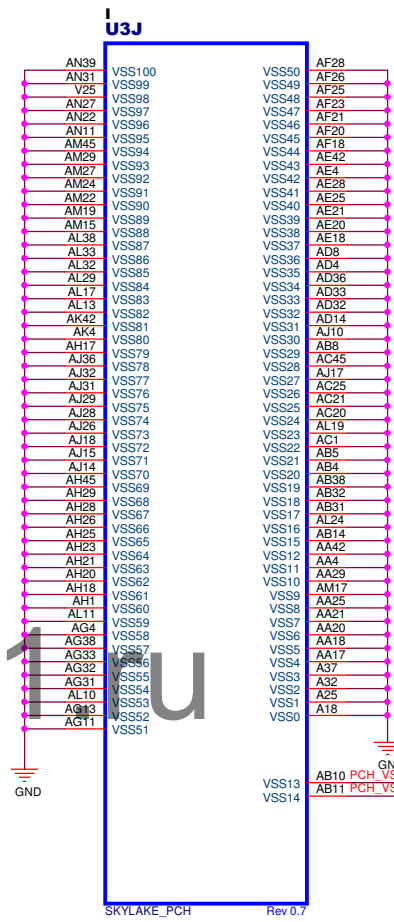 U3J
AN39 VSS100 VSS50 AF28
AN31 VSS99 VSS49 AF26
V25 VSS98 VSS48 AF25
AN27 VSS97 VSS47 AF23
AN22 VSS96 VSS46 AF21
AN11 VSS95 VSS45 AF20
AM45 VSS94 VSS44 AF18
AM29 VSS93 VSS43 AE42
AM27 VSS92 VSS42 AE4
AM24 VSS91 VSS41 AE28
AM22 VSS90 VSS40 AE25
AM19 VSS89 VSS39 AE21
AM15 VSS88 VSS38 AE20
AL38 VSS87 VSS37 AE18
AL33 VSS86 VSS36 AD8
AL32 VSS85 VSS35 AD4
AL29 VSS84 VSS34 AD36
AL17 VSS83 VSS33 AD33
AL13 VSS82 VSS32 AD32
AK42 VSS81 VSS31 AD14
AK4 VSS80 VSS30 AJ10
AH17 VSS79 VSS29 AB8
AJ36 VSS78 VSS28 AC45
AJ32 VSS77 VSS27 AJ17
AJ31 VSS76 VSS26 AC25
AJ29 VSS75 VSS25 AC21
AJ28 VSS74 VSS24 AC20
AJ26 VSS73 VSS23 AL19
AJ18 VSS72 VSS22 AC1
AJ15 VSS71 VSS21 AB5
AJ14 VSS70 VSS20 AB4
AH45 VSS69 VSS19 AB38
AH29 VSS68 VSS18 AB32
AH28 VSS67 VSS17 AB31
AH26 VSS66 VSS16 AL24
AH25 VSS65 VSS15 AB14
AH23 VSS64 VSS12 AA42
AH21 VSS63 VSS11 AA4
AH20 VSS62 VSS10 AA29
AH18 VSS61 VSS9 AM17
AH1 VSS60 VSS8 AA25
AL11 VSS59 VSS7 AA21
AG4 VSS58 VSS6 AA20
AG38 VSS57 VSS5 AA18
AG33 VSS56 VSS4 AA17
AG32 VSS55 VSS3 A37
AG31 VSS54 VSS2 A32
AL10 VSS53 VSS1 A25
AG13 VSS52 VSS0 A18
AG11 VSS51
1.ru
GND
GN
VSS13 AB10 PCH_VS
VSS14 AB11 PCH_VS
SKYLAKE_PCH Rev 0.7